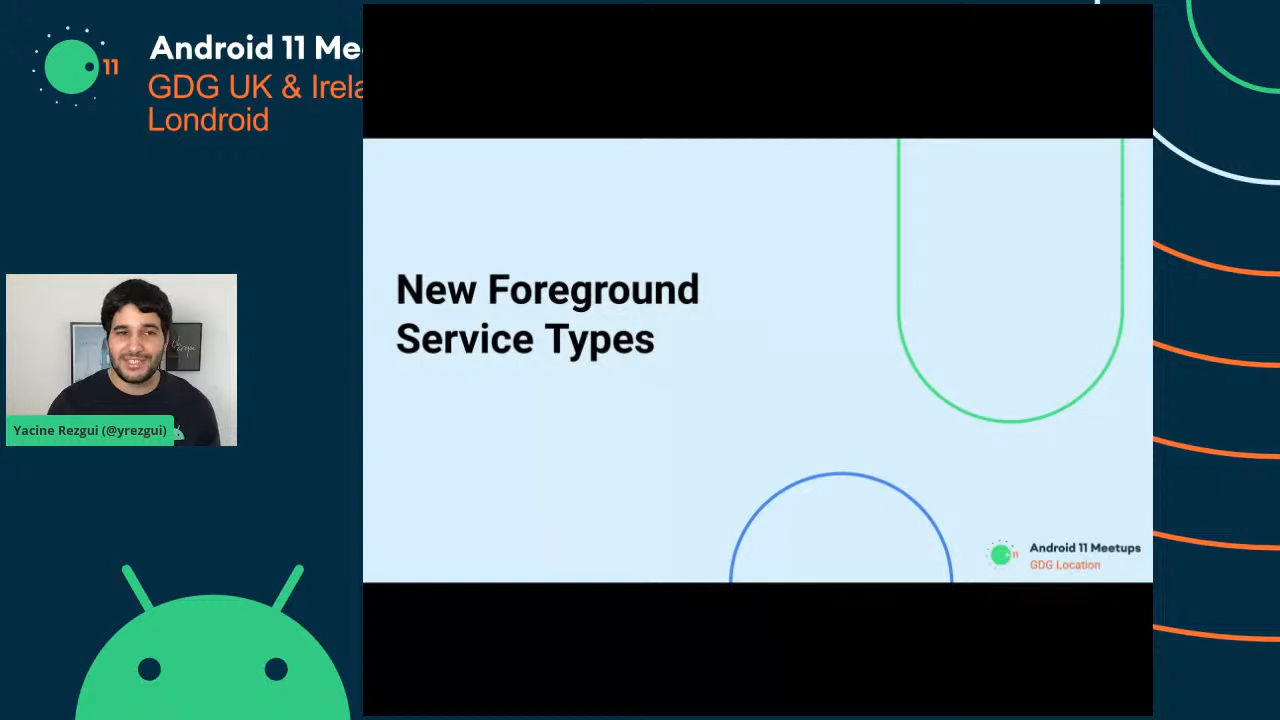 Android 11 Me
11
GDG UK & Irela
Londroid
New Foreground
Service Types
Yacine Rezgui (@yrezgui)
11
Android 11 Meetups
GDG Location